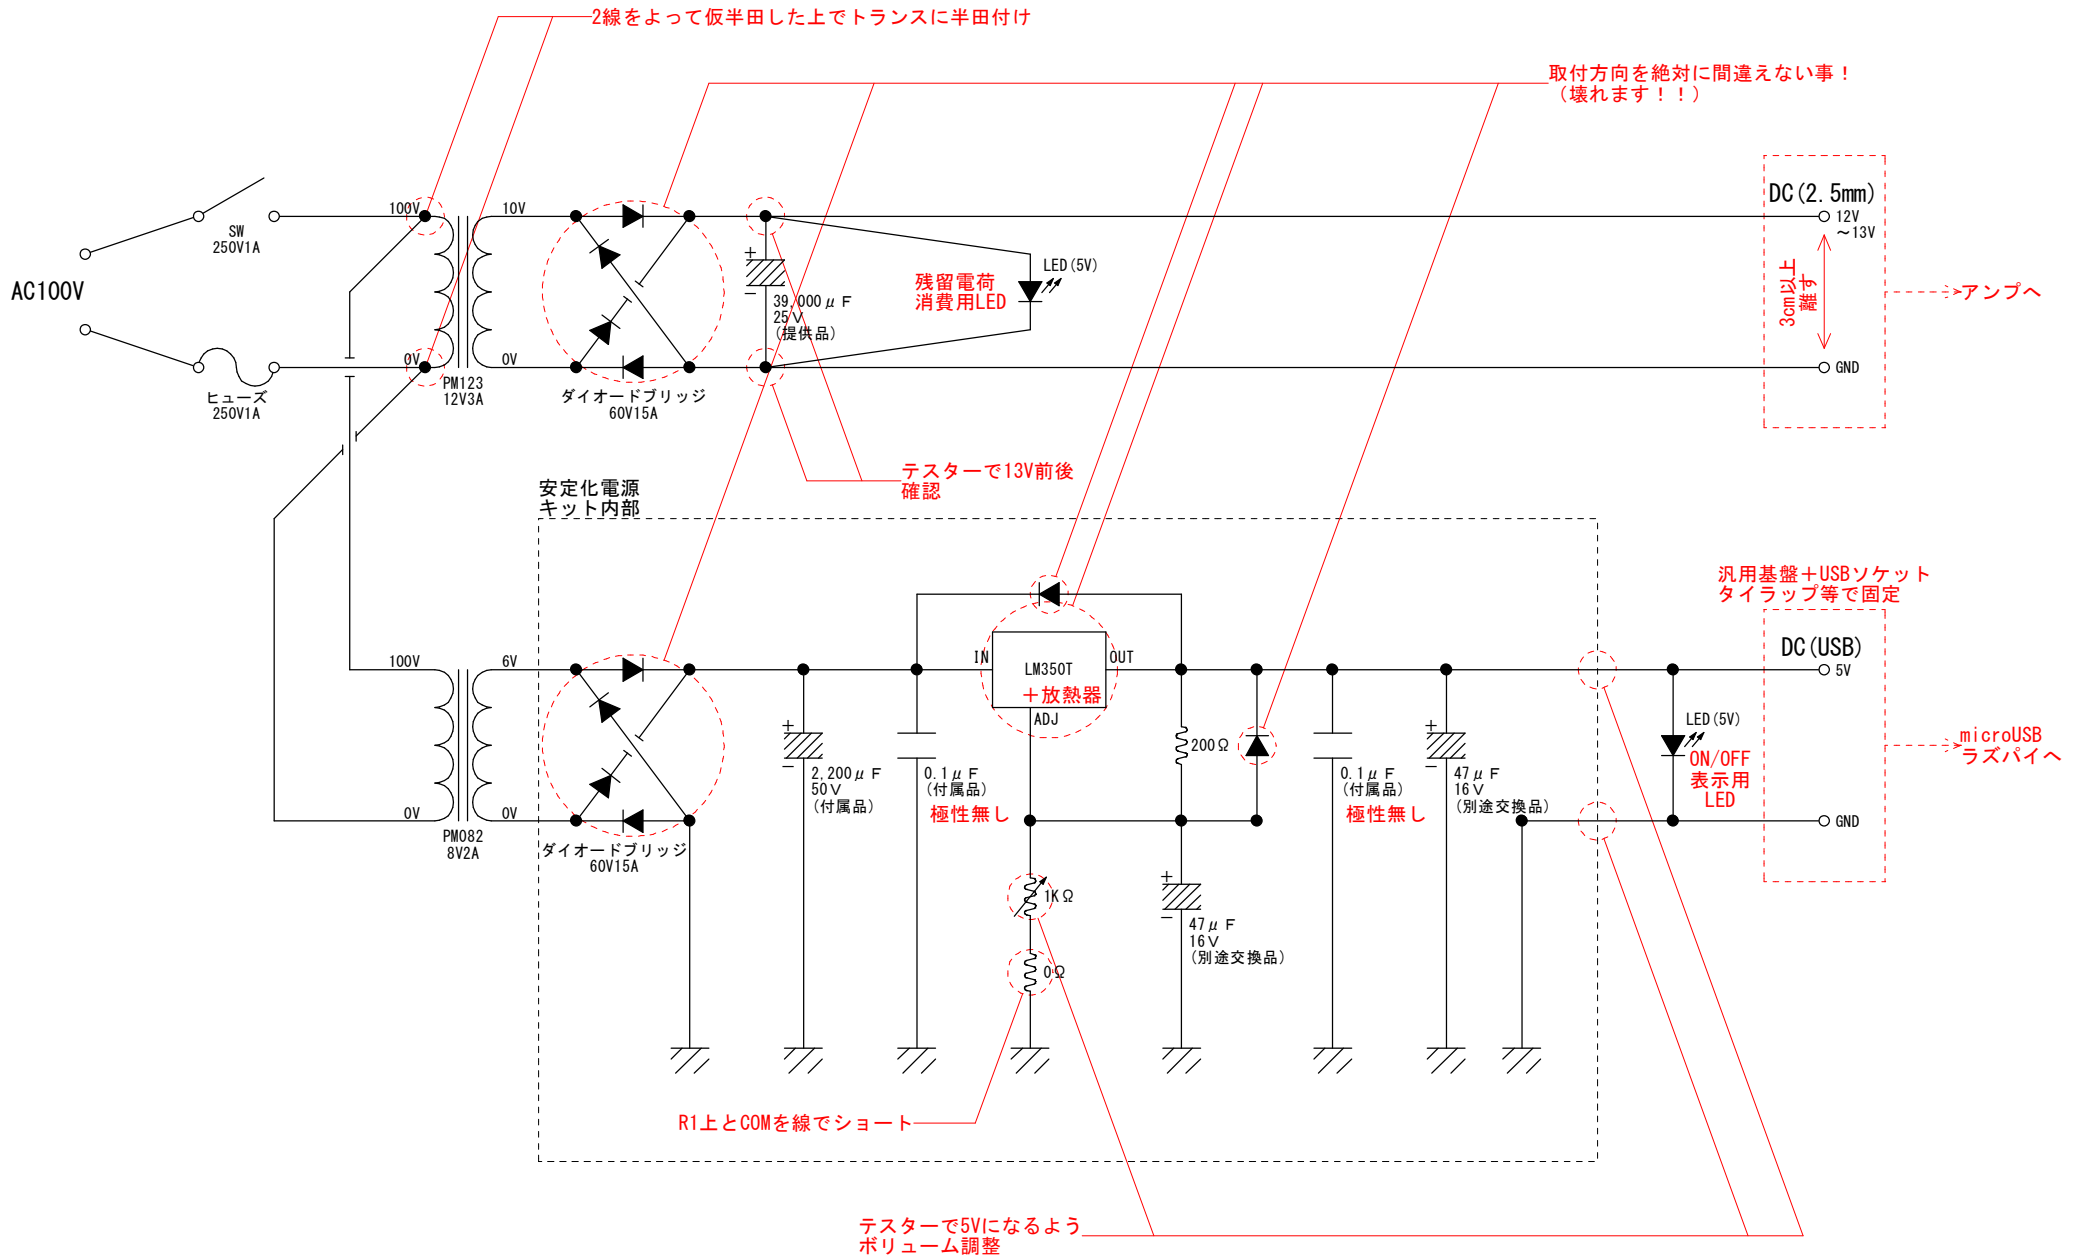 2線をよって仮半田した上でトランスに半田付け
取付方向を絶対に間違えない事！
（壊れます！！）
AC100V
SW
250V1A
ヒューズ
250V1A
100V
0V
PM123
12V3A
10V
0V
ダイオードブリッジ
60V15A
+
−
39,000μF
25V
(提供品)
残留電荷
消費用LED
LED(5V)
DC(2.5mm)
12V
～13V
3cm以上
離す
GND
アンプへ
テスターで13V前後
確認
安定化電源
キット内部
100V
0V
PM082
8V2A
6V
0V
ダイオードブリッジ
60V15A
+
−
2,200μF
50V
(付属品)
0.1μF
(付属品)
極性無し
IN
LM350T
＋放熱器
OUT
ADJ
200Ω
1KΩ
0Ω
+
−
47μF
16V
(別途交換品)
0.1μF
(付属品)
極性無し
+
−
47μF
16V
(別途交換品)
LED(5V)
ON/OFF
表示用
LED
汎用基盤＋USBソケット
タイラップ等で固定
DC(USB)
5V
GND
microUSB
ラズパイへ
R1上とCOMを線でショート
テスターで5Vになるよう
ボリューム調整